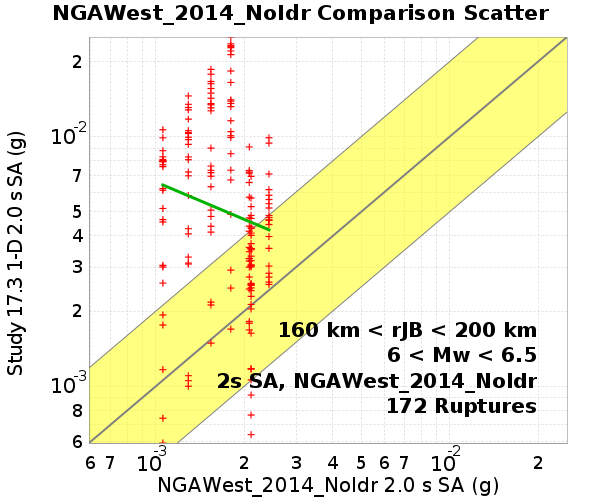 NGAWest_2014_NoIdr Comparison Scatter
Study 17.3 1-D 2.0 s SA (g)
2
10-2
7
5
4
3
2
10-3
8
6
160 km < rJB < 200 km
6 < Mw < 6.5
2s SA, NGAWest_2014_NoIdr
172 Ruptures
6 7 10-3 2 3 4 5 6 7 10-2 2
NGAWest_2014_NoIdr 2.0 s SA (g)